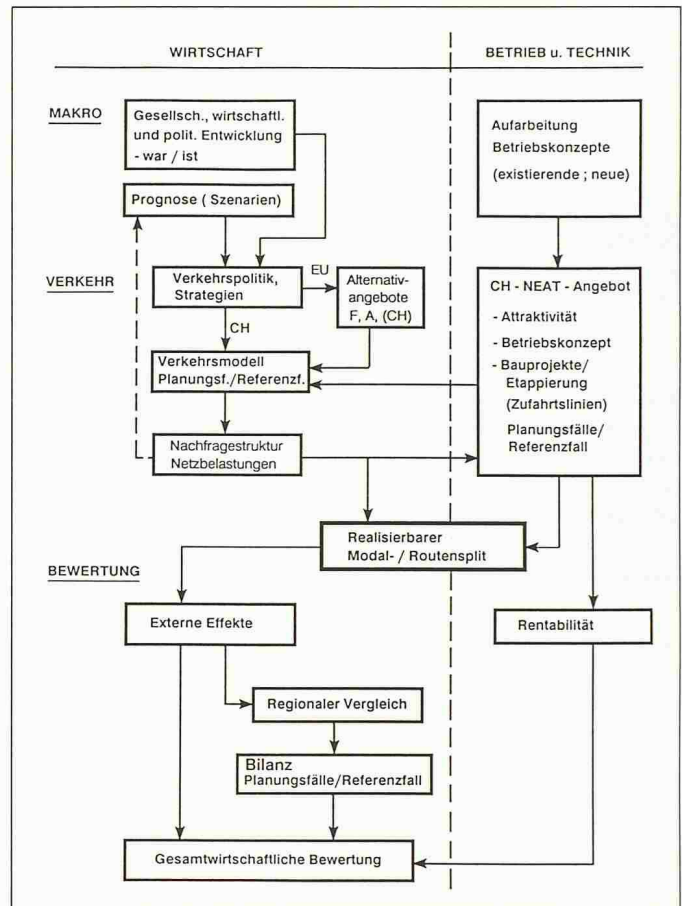 WIRTSCHAFT
BETRIEB u. TECHNIK
MAKRO
Gesellsch., wirtschaftl.
und polit. Entwicklung
- war / ist
Aufarbeitung
Betriebskonzepte
(existierende ; neue)
Prognose ( Szenarien)
VERKEHR
Verkehrspolitik,
Strategien
EU
Alternativ-
angebote
F, A, (CH)
CH
CH - NEAT - Angebot
- Attraktivität
- Betriebskonzept
- Bauprojekte/
Etappierung
(Zufahrtslinien)
Planungsfälle/
Referenzfall
Verkehrsmodell
Planungsf./Referenzf.
Nachfragestruktur
Netzbelastungen
Realisierbarer
Modal- / Routensplit
BEWERTUNG
Externe Effekte
Rentabilität
Regionaler Vergleich
Bilanz
Planungsfälle/Referenzfall
Gesamtwirtschaftliche Bewertung